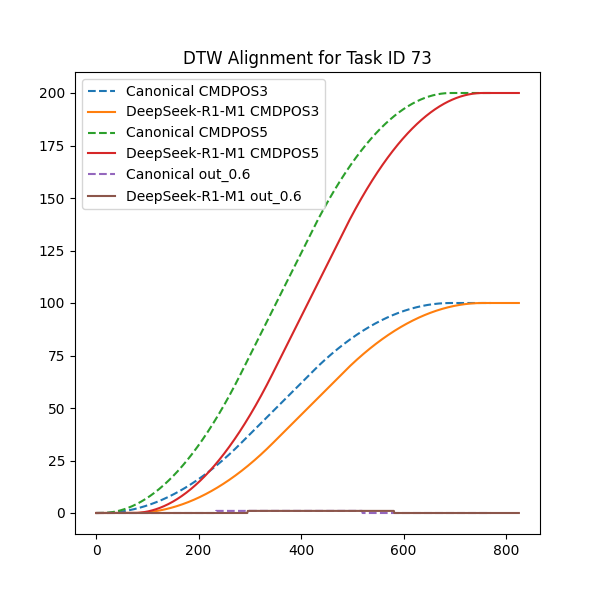 DTW Alignment for Task ID 73
Canonical CMDPOS3
DeepSeek-R1-M1 CMDPOS3
Canonical CMDPOS5
DeepSeek-R1-M1 CMDPOS5
Canonical out_0.6
DeepSeek-R1-M1 out_0.6
200
175
150
125
100
75
50
25
0
0 200 400 600 800